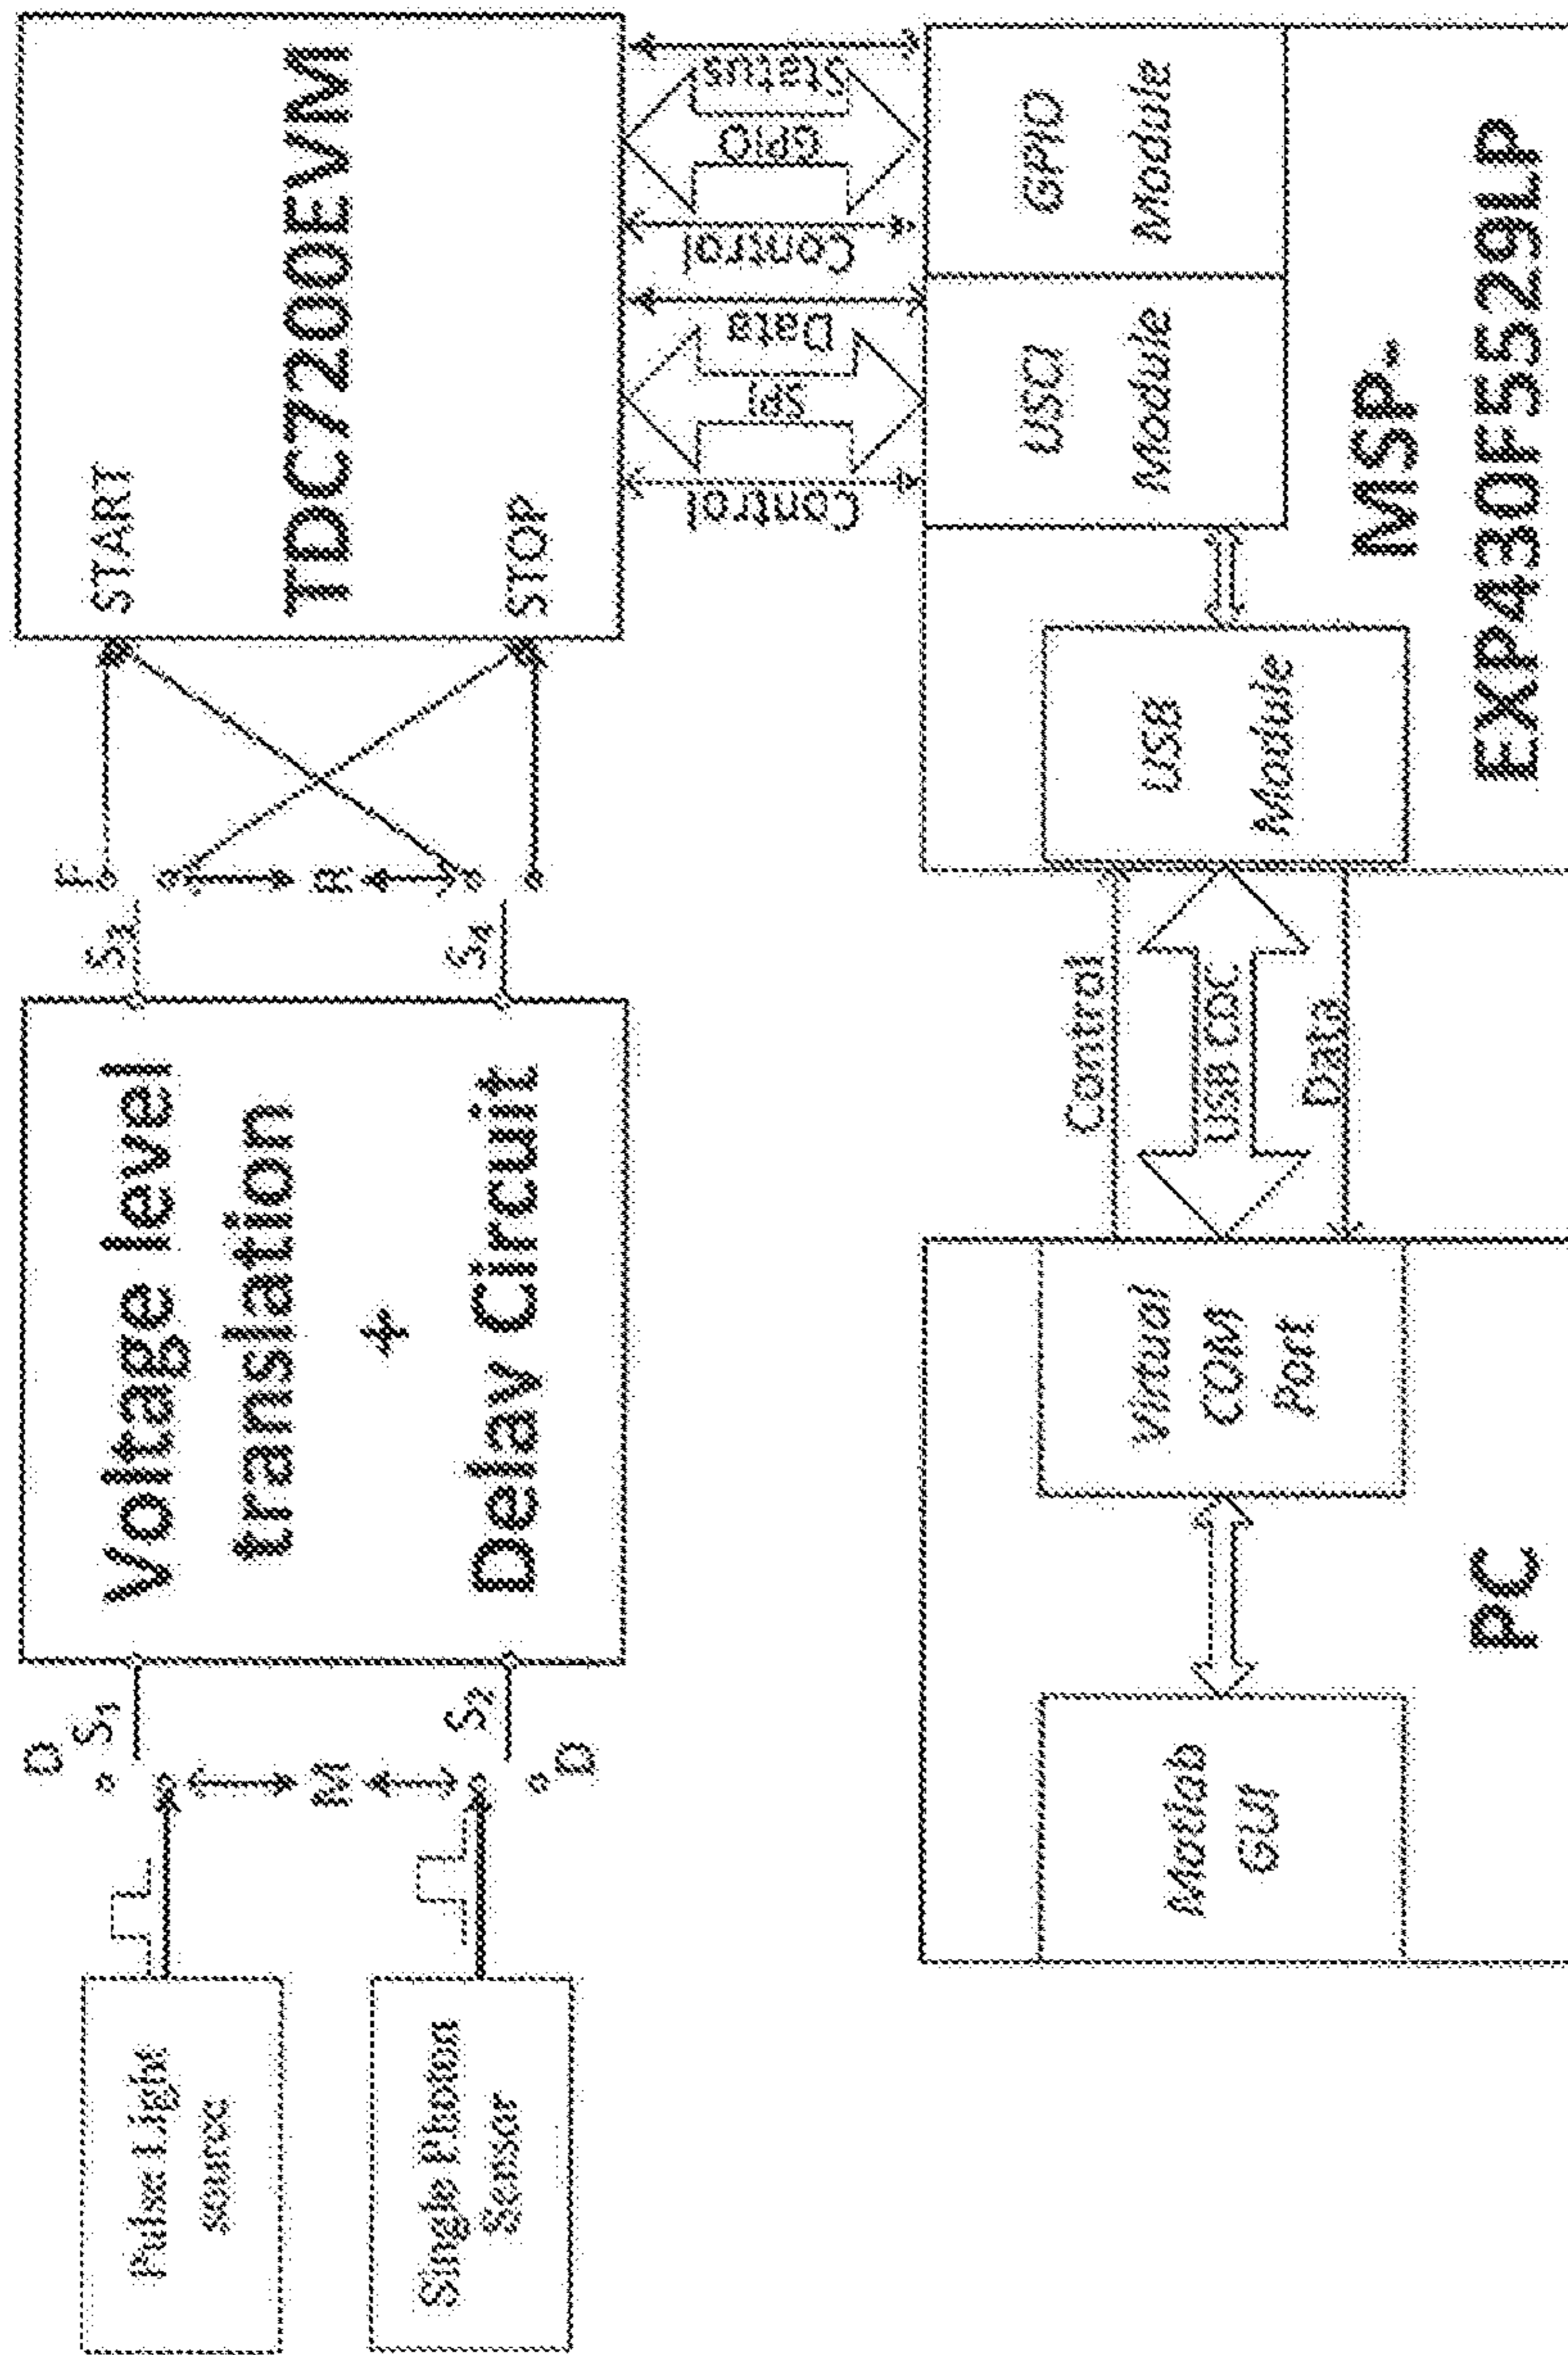 Pulse Light
source
Single Photon
Sensor
D
S1
M
S2
D
Voltage level
translation
+
Delay Circuit
S3
S4
F
R
START
TDC7200EVM
STOP
Control
SPI
Data
Control
GPIO
Status
Matlab
GUI
Virtual
COM
Port
PC
Control
USB CDC
Data
USB
Module
USCI
Module
GPIO
Module
MSP-
EXP430F5529LP